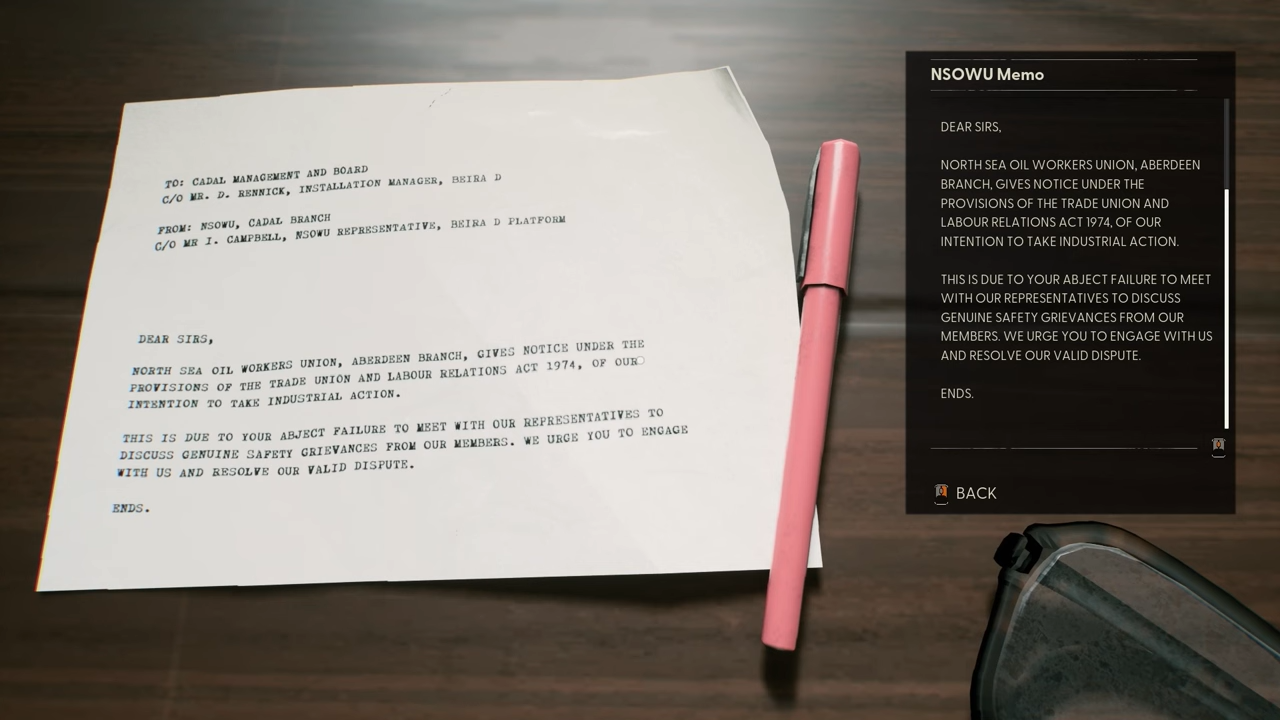 TO: CADAL MANAGEMENT AND BOARD
C/O MR. D. RENNICK, INSTALLATION MANAGER, BEIRA D
FROM: NSOWU, CADAL BRANCH
C/O MR I. CAMPBELL, NSOWU REPRESENTATIVE, BEIRA D PLATFORM
DEAR SIRS,
NORTH SEA OIL WORKERS UNION, ABERDEEN BRANCH, GIVES NOTICE UNDER THE
PROVISIONS OF THE TRADE UNION AND LABOUR RELATIONS ACT 1974, OF OUR
INTENTION TO TAKE INDUSTRIAL ACTION.
THIS IS DUE TO YOUR ABJECT FAILURE TO MEET WITH OUR REPRESENTATIVES TO
DISCUSS GENUINE SAFETY GRIEVANCES FROM OUR MEMBERS. WE URGE YOU TO ENGAGE
WITH US AND RESOLVE OUR VALID DISPUTE.
ENDS.
NSOWU Memo
DEAR SIRS,
NORTH SEA OIL WORKERS UNION, ABERDEEN
BRANCH, GIVES NOTICE UNDER THE
PROVISIONS OF THE TRADE UNION AND
LABOUR RELATIONS ACT 1974, OF OUR
INTENTION TO TAKE INDUSTRIAL ACTION.
THIS IS DUE TO YOUR ABJECT FAILURE TO MEET
WITH OUR REPRESENTATIVES TO DISCUSS
GENUINE SAFETY GRIEVANCES FROM OUR
MEMBERS. WE URGE YOU TO ENGAGE WITH US
AND RESOLVE OUR VALID DISPUTE.
ENDS.
BACK